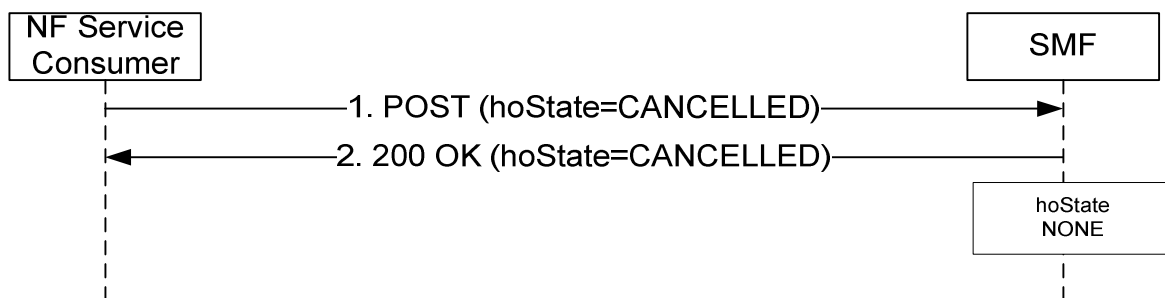 NF Service
Consumer
SMF
1. POST (hoState=CANCELLED)
2. 200 OK (hoState=CANCELLED)
hoState
NONE